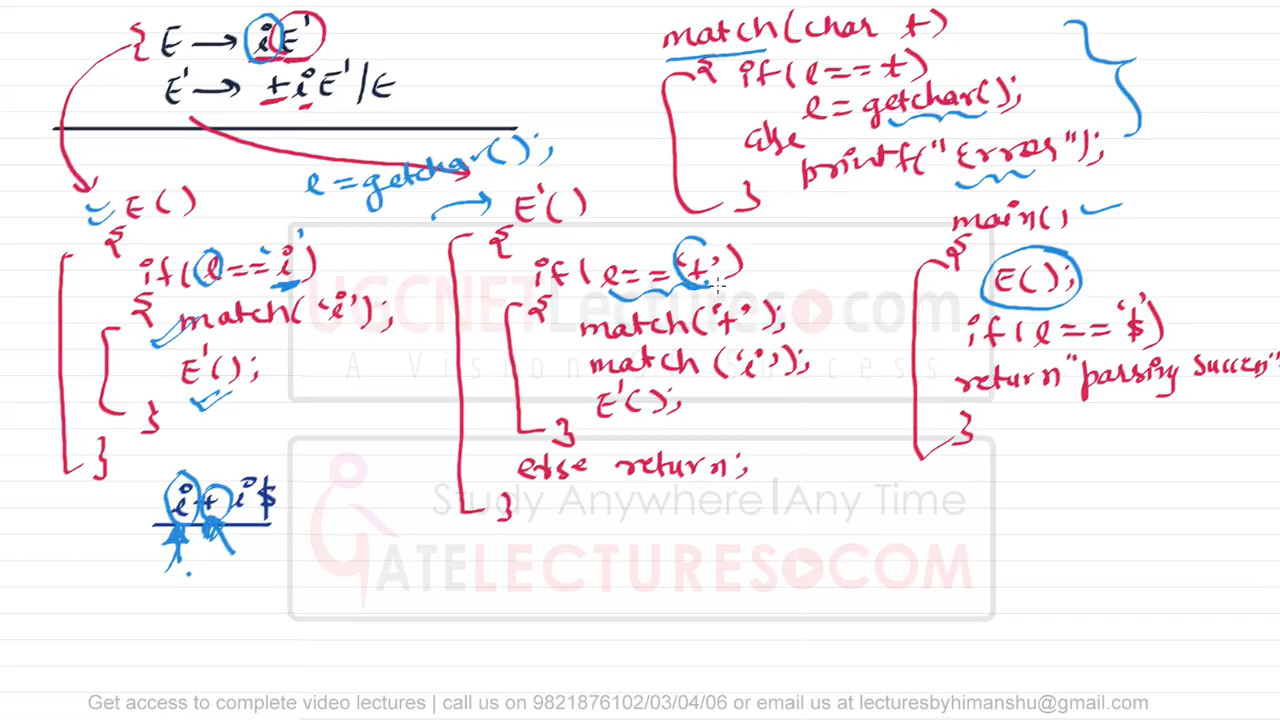 { E → iE'
E' → +iE'/ε
l = getchar();
E()
{
if(l=='i')
{
match('i');
E'();
}
}
i+i$
E'()
{
if(l=='+')
{
match('+');
match('i');
E'();
}
else return;
}
match(char t)
{ if(l==t)
l=getchar();
else
printf("Error");
}
main()
{
E();
if(l=='$')
return "parsing success"
}
UGCNETLectures.com
A Vision Success
Study Anywhere|Any Time
GATELECTURES.COM
Get access to complete video lectures | call us on 9821876102/03/04/06 or email us at lecturesbyhimanshu@gmail.com